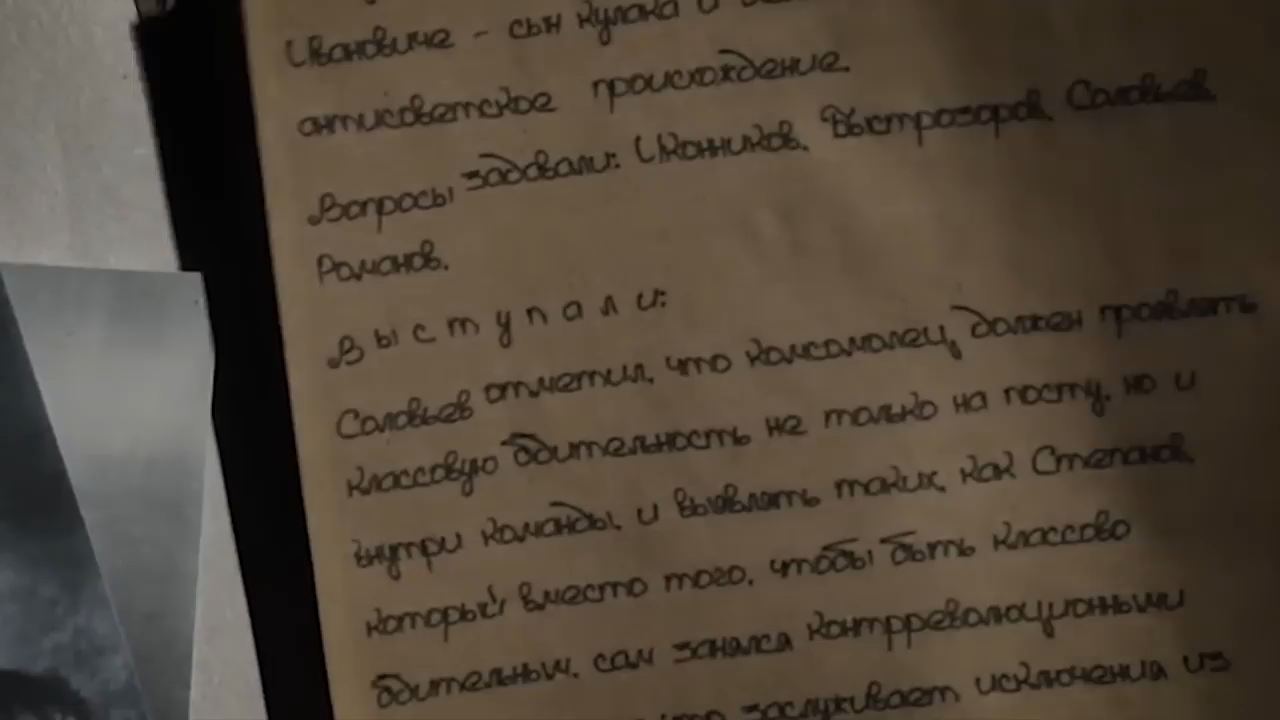 Ивановиче - сын кулака и
антисоветское происхождение.
Вопросы задавали: Иконников, Быстрозоров, Соловьев
Романов.
Выступали:
Соловьев отметил, что комсомолец, должен проявлять
классовую бдительность не только на посту, но и
внутри команды, и выявлять таких, как Степанов,
который вместо того, чтобы быть классово
бдительным, сам занялся контрреволюционными
заслуживает исключения из